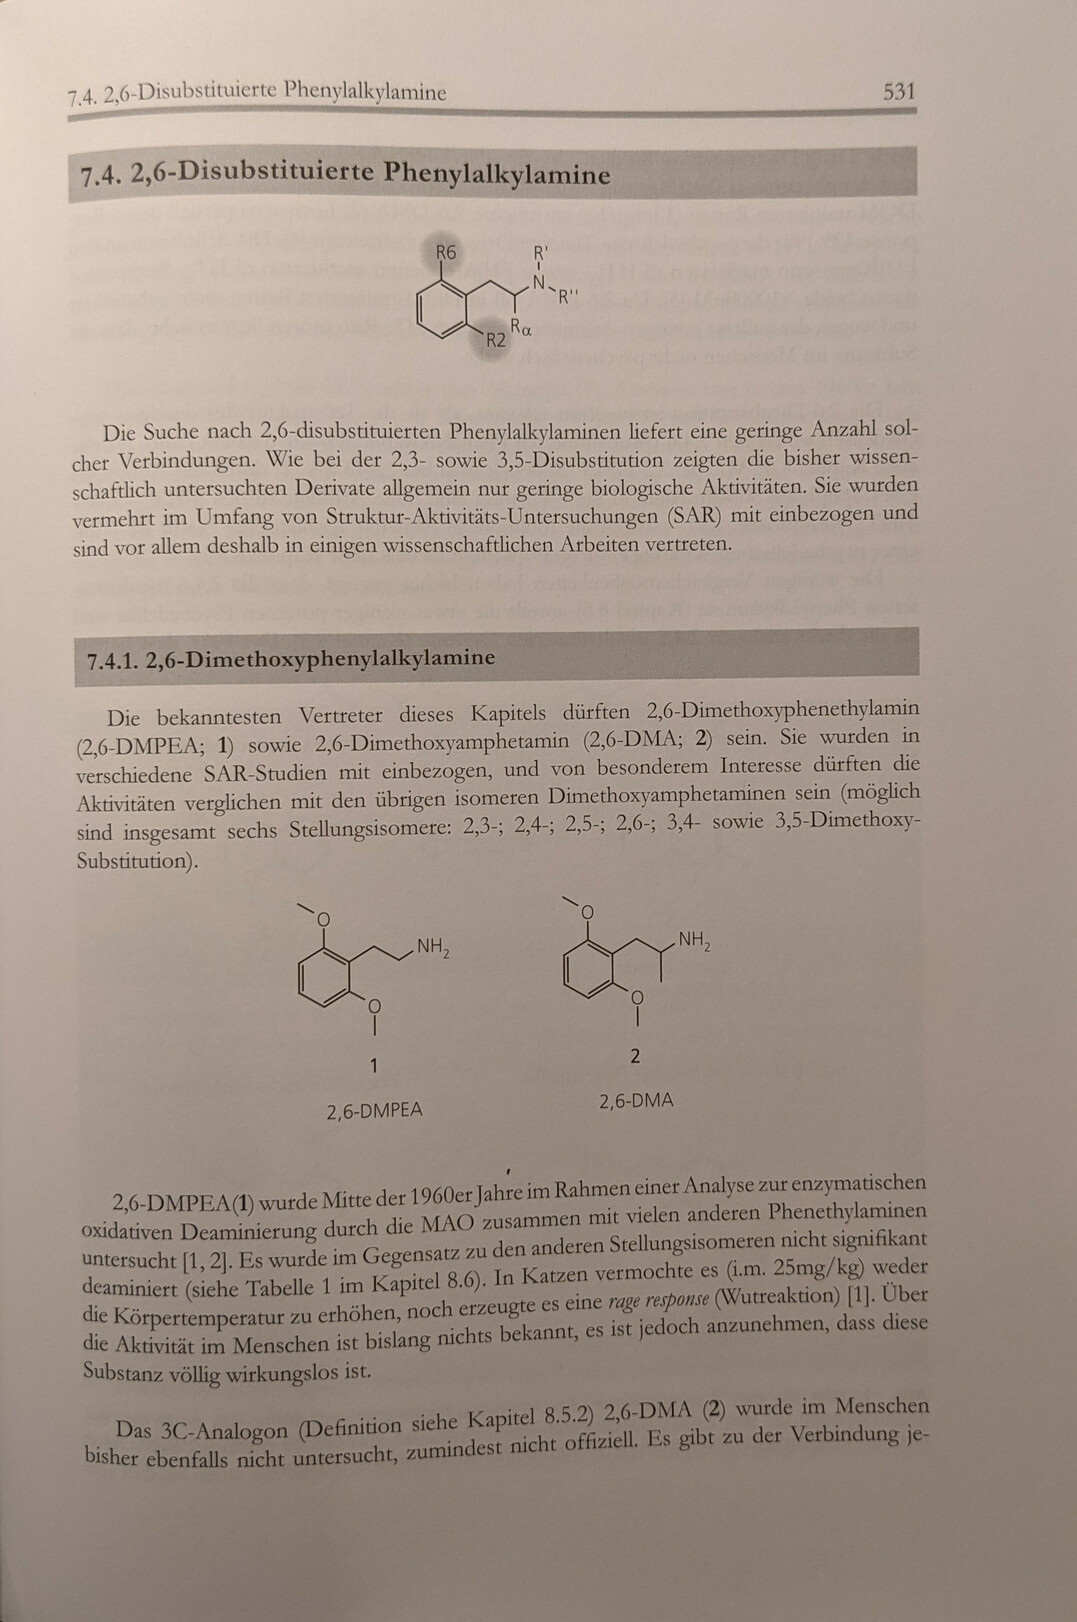 7.4. 2,6-Disubstituierte Phenylalkylamine 531
7.4. 2,6-Disubstituierte Phenylalkylamine
R6
R'
N
R''
Rα
R2
Die Suche nach 2,6-disubstituierten Phenylalkylaminen liefert eine geringe Anzahl sol-
cher Verbindungen. Wie bei der 2,3- sowie 3,5-Disubstitution zeigten die bisher wissen-
schaftlich untersuchten Derivate allgemein nur geringe biologische Aktivitäten. Sie wurden
vermehrt im Umfang von Struktur-Aktivitäts-Untersuchungen (SAR) mit einbezogen und
sind vor allem deshalb in einigen wissenschaftlichen Arbeiten vertreten.
7.4.1. 2,6-Dimethoxyphenylalkylamine
Die bekanntesten Vertreter dieses Kapitels dürften 2,6-Dimethoxyphenethylamin
(2,6-DMPEA; 1) sowie 2,6-Dimethoxyamphetamin (2,6-DMA; 2) sein. Sie wurden in
verschiedene SAR-Studien mit einbezogen, und von besonderem Interesse dürften die
Aktivitäten verglichen mit den übrigen isomeren Dimethoxyamphetaminen sein (möglich
sind insgesamt sechs Stellungsisomere: 2,3-; 2,4-; 2,5-; 2,6-; 3,4- sowie 3,5-Dimethoxy-
Substitution).
O
NH2
O
1
2,6-DMPEA
O
NH2
O
2
2,6-DMA
2,6-DMPEA(1) wurde Mitte der 1960er Jahre im Rahmen einer Analyse zur enzymatischen
oxidativen Deaminierung durch die MAO zusammen mit vielen anderen Phenethylaminen
untersucht [1, 2]. Es wurde im Gegensatz zu den anderen Stellungsisomeren nicht signifikant
deaminiert (siehe Tabelle 1 im Kapitel 8.6). In Katzen vermochte es (i.m. 25mg/kg) weder
die Körpertemperatur zu erhöhen, noch erzeugte es eine rage response (Wutreaktion) [1]. Über
die Aktivität im Menschen ist bislang nichts bekannt, es ist jedoch anzunehmen, dass diese
Substanz völlig wirkungslos ist.
Das 3C-Analogon (Definition siehe Kapitel 8.5.2) 2,6-DMA (2) wurde im Menschen
bisher ebenfalls nicht untersucht, zumindest nicht offiziell. Es gibt zu der Verbindung je-